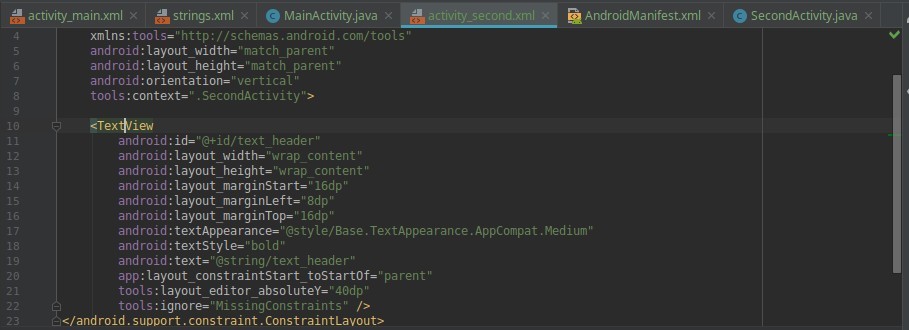 activity_main.xml × strings.xml × MainActivity.java × activity_second.xml × AndroidManifest.xml × SecondActivity.java ×
4 xmlns:tools="http://schemas.android.com/tools"
5 android:layout_width="match_parent"
6 android:layout_height="match_parent"
7 android:orientation="vertical"
8 tools:context=".SecondActivity">
9
10 <TextView
11 android:id="@+id/text_header"
12 android:layout_width="wrap_content"
13 android:layout_height="wrap_content"
14 android:layout_marginStart="16dp"
15 android:layout_marginLeft="8dp"
16 android:layout_marginTop="16dp"
17 android:textAppearance="@style/Base.TextAppearance.AppCompat.Medium"
18 android:textStyle="bold"
19 android:text="@string/text_header"
20 app:layout_constraintStart_toStartOf="parent"
21 tools:layout_editor_absoluteY="40dp"
22 tools:ignore="MissingConstraints" />
23 </android.support.constraint.ConstraintLayout>